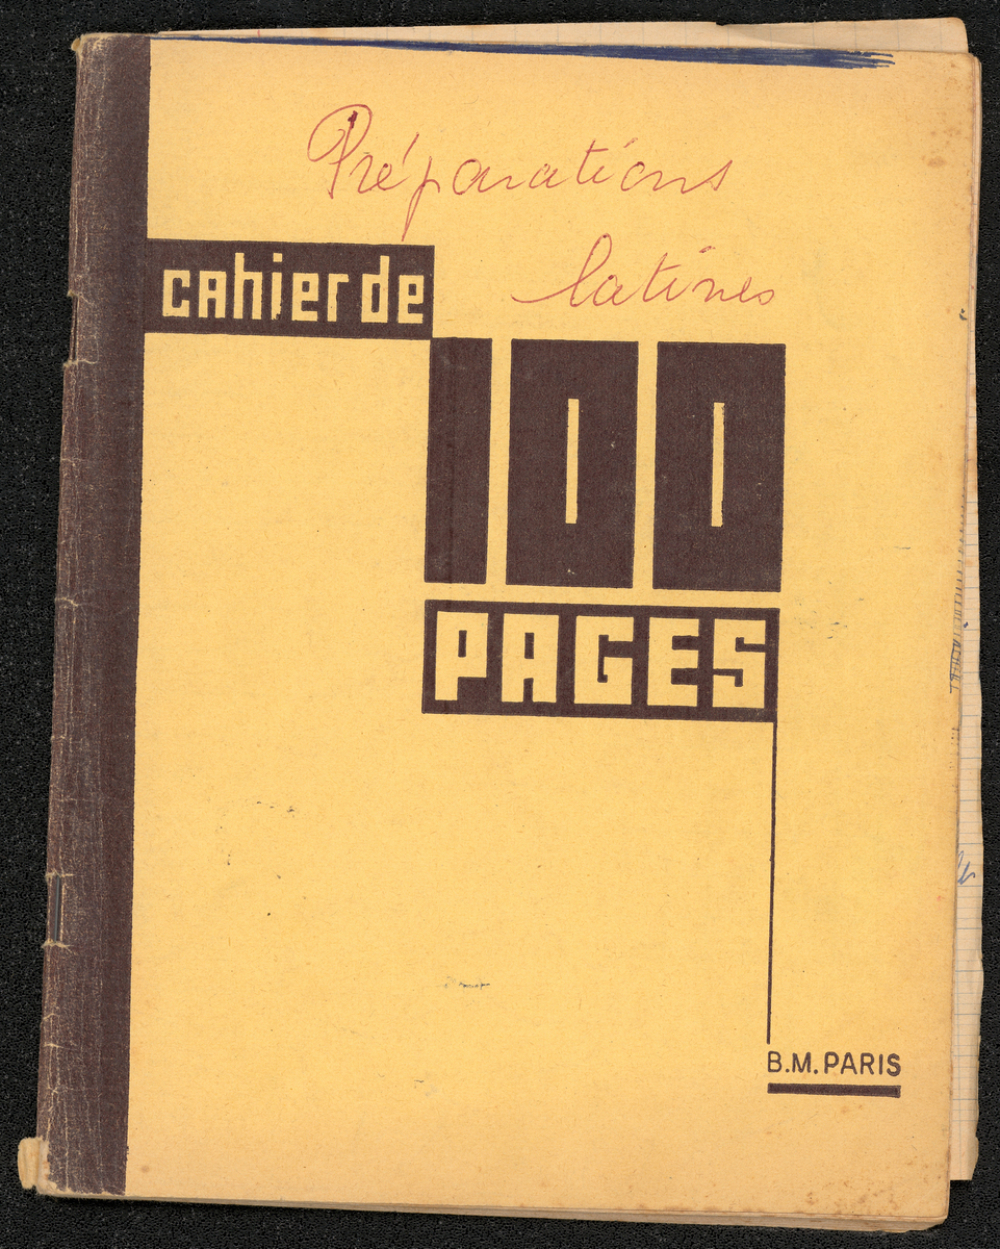 Préparations
latines
cahier de
100
PAGES
B.M. PARIS